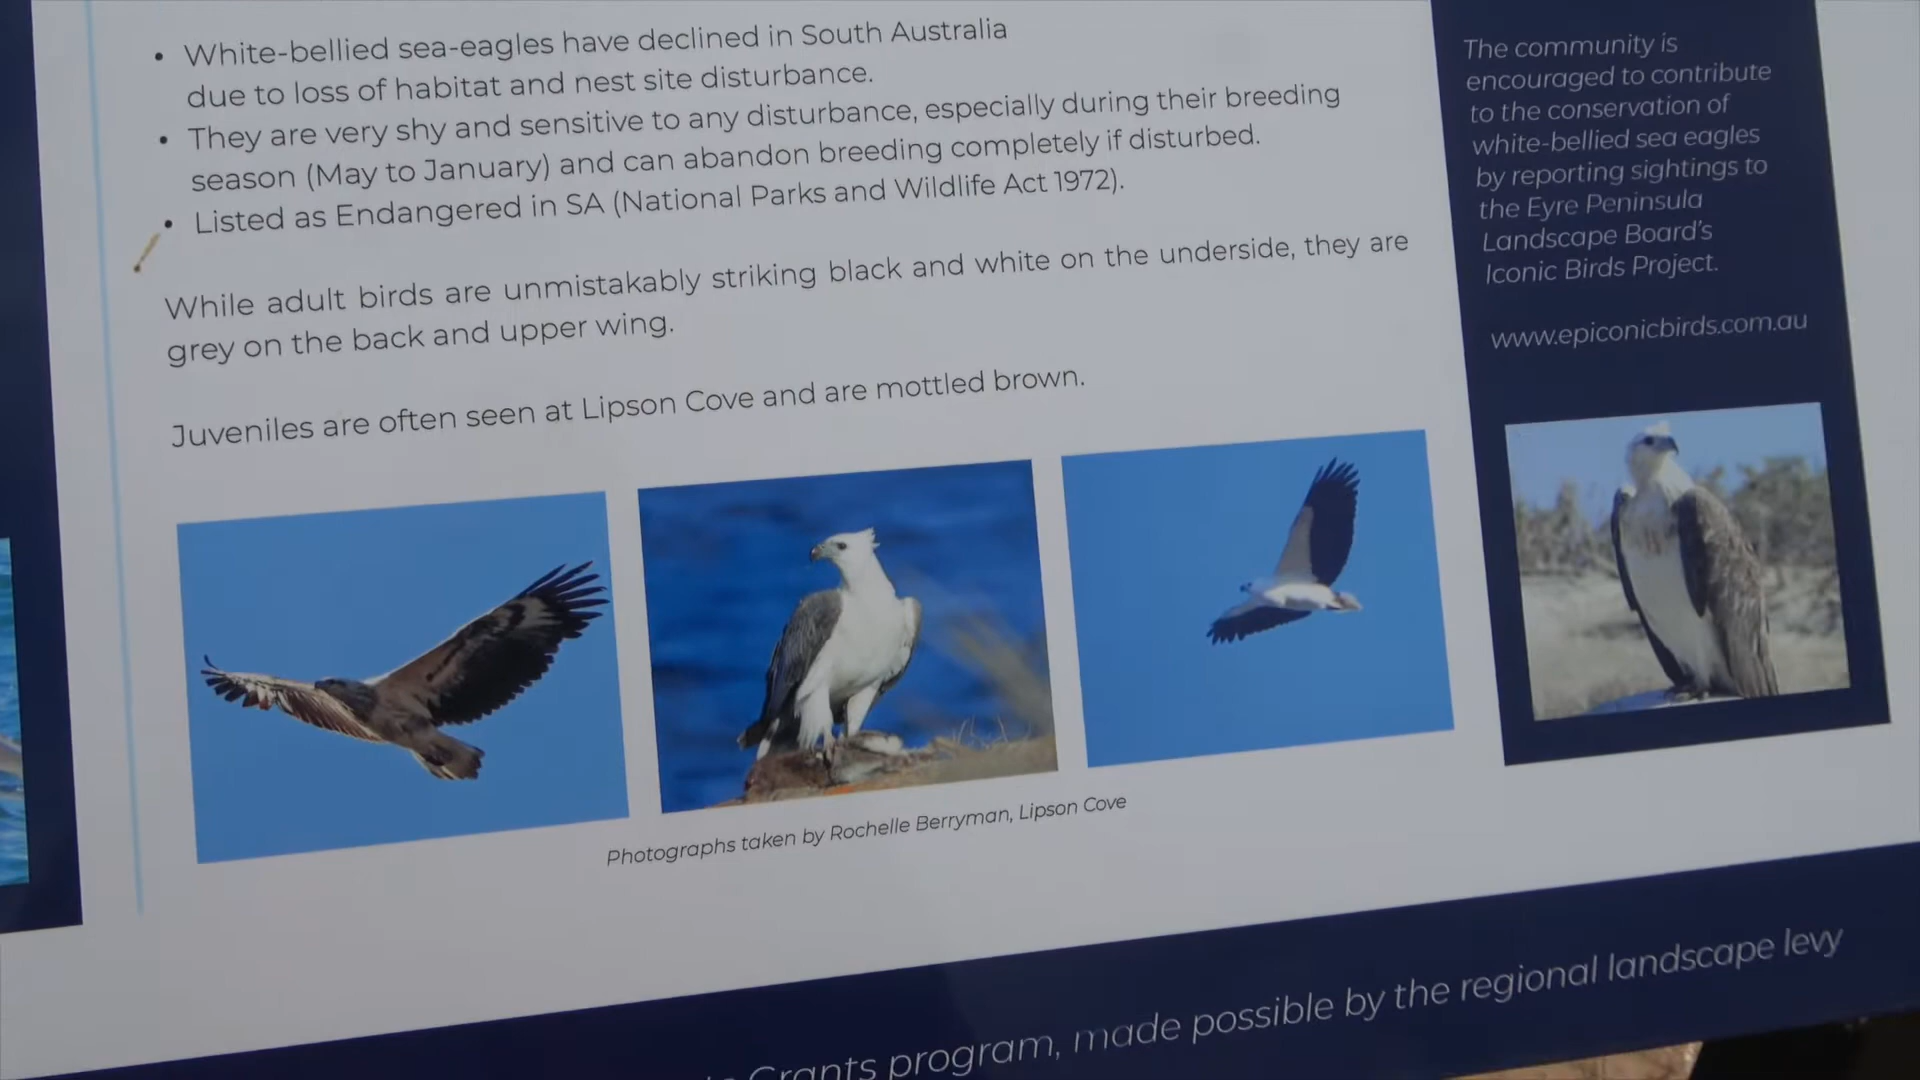 • White-bellied sea-eagles have declined in South Australia
due to loss of habitat and nest site disturbance.
• They are very shy and sensitive to any disturbance, especially during their breeding
season (May to January) and can abandon breeding completely if disturbed.
• Listed as Endangered in SA (National Parks and Wildlife Act 1972).
While adult birds are unmistakably striking black and white on the underside, they are
grey on the back and upper wing.
Juveniles are often seen at Lipson Cove and are mottled brown.
Photographs taken by Rochelle Berryman, Lipson Cove
The community is
encouraged to contribute
to the conservation of
white-bellied sea eagles
by reporting sightings to
the Eyre Peninsula
Landscape Board's
Iconic Birds Project.
www.epiconicbirds.com.au
Grants program, made possible by the regional landscape levy